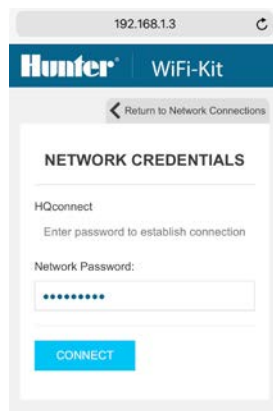 192.168.1.3
Hunter® WiFi-Kit
Return to Network Connections
NETWORK CREDENTIALS
HQconnect
Enter password to establish connection
Network Password:
•••••••••
CONNECT